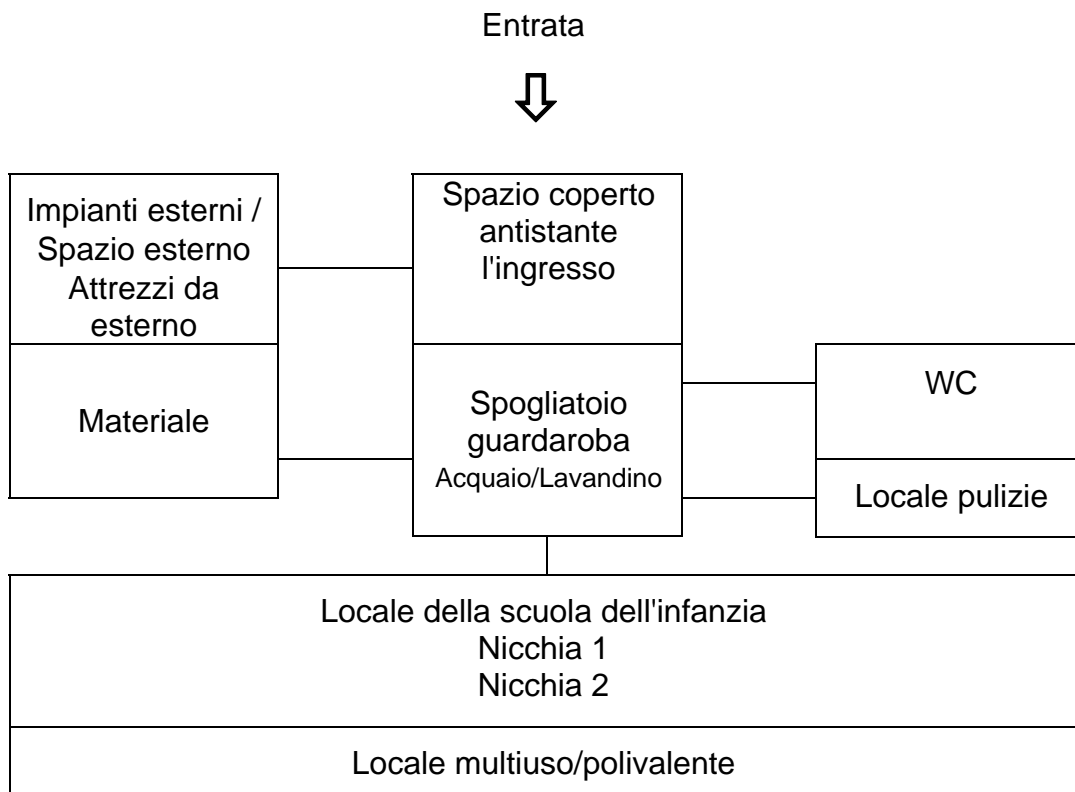 Entrata
Impianti esterni /
Spazio esterno
Attrezzi da
esterno
Spazio coperto
antistante
l'ingresso
Materiale
Spogliatoio
guardaroba
Acquaio/Lavandino
WC
Locale pulizie
Locale della scuola dell'infanzia
Nicchia 1
Nicchia 2
Locale multiuso/polivalente